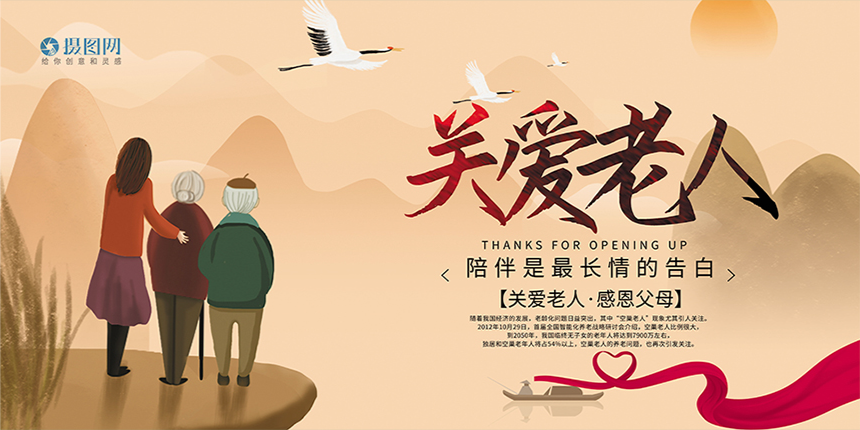 摄图网
给你创意和灵感
关爱老人
THANKS FOR OPENING UP
陪伴是最长情的告白
【关爱老人·感恩父母】
随着我国经济的发展，老龄化问题日益突出，其中“空巢老人”现象尤其引人关注。
2012年10月29日，首届全国智能化养老战略研讨会介绍，空巢老人比例很大，
到2050年，我国临终无子女的老年人将达到7900万左右，
独居和空巢老年人将占54%以上，空巢老人的养老问题，也再次引发关注。